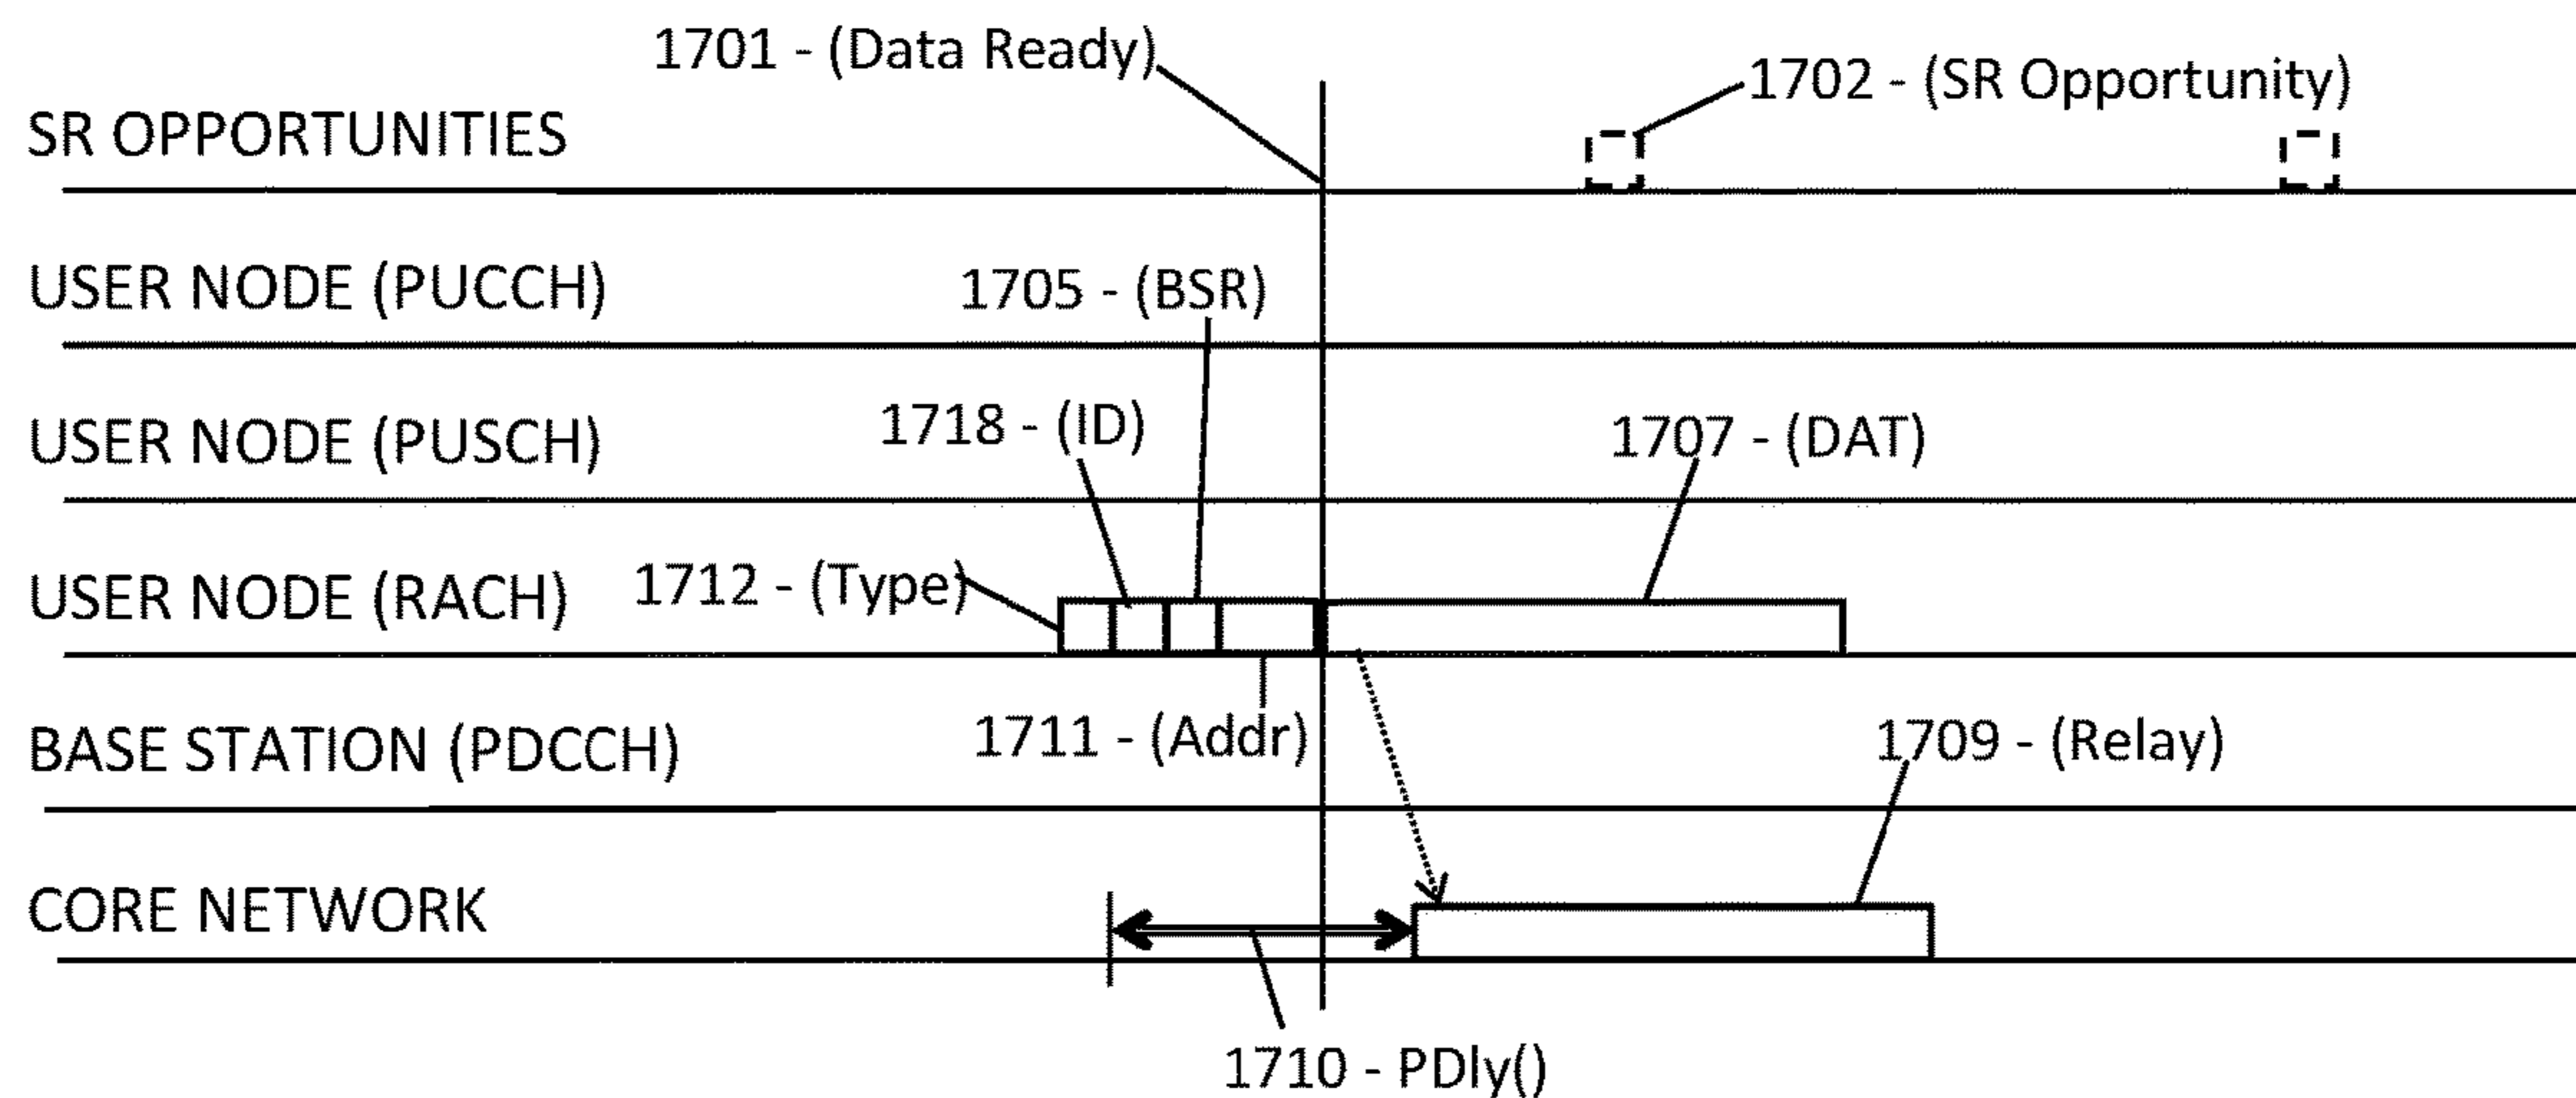 1701 - (Data Ready)
1702 - (SR Opportunity)
SR OPPORTUNITIES
USER NODE (PUCCH)
1705 - (BSR)
USER NODE (PUSCH)
1718 - (ID)
1707 - (DAT)
USER NODE (RACH)
1712 - (Type)
BASE STATION (PDCCH)
1711 - (Addr)
1709 - (Relay)
CORE NETWORK
1710 - PDly()